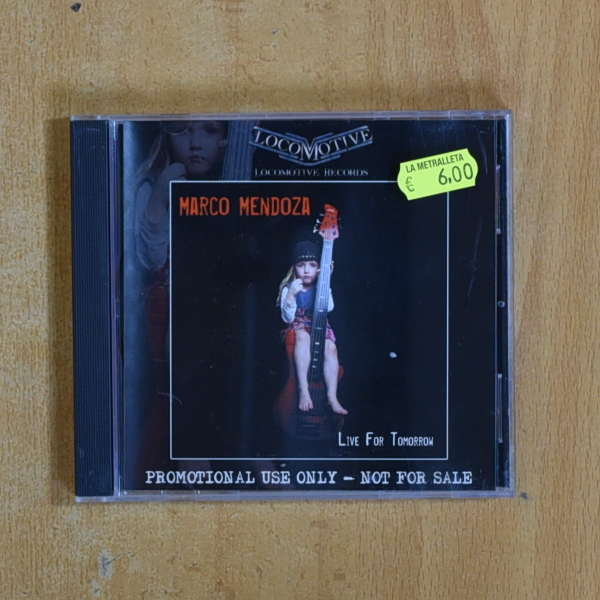 LOCOMOTIVE
LOCOMOTIVE RECORDS
LA METRALLETA
€ 6,00
MARCO MENDOZA
LIVE FOR TOMORROW
PROMOTIONAL USE ONLY – NOT FOR SALE